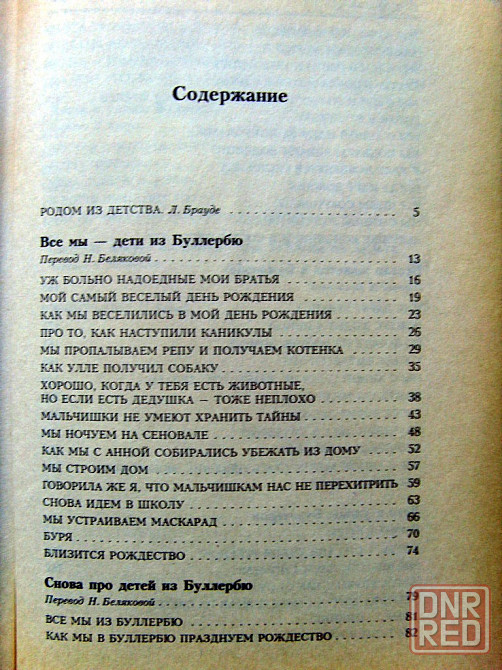 Содержание
РОДОМ ИЗ ДЕТСТВА. Л. Брауде 5
Все мы — дети из Буллербю
Перевод Н. Беляковой 13
УЖ БОЛЬНО НАДОЕДНЫЕ МОИ БРАТЬЯ 16
МОЙ САМЫЙ ВЕСЕЛЫЙ ДЕНЬ РОЖДЕНИЯ 19
КАК МЫ ВЕСЕЛИЛИСЬ В МОЙ ДЕНЬ РОЖДЕНИЯ 23
ПРО ТО, КАК НАСТУПИЛИ КАНИКУЛЫ 26
МЫ ПРОПАЛЫВАЕМ РЕПУ И ПОЛУЧАЕМ КОТЕНКА 29
КАК УЛЛЕ ПОЛУЧИЛ СОБАКУ 35
ХОРОШО, КОГДА У ТЕБЯ ЕСТЬ ЖИВОТНЫЕ,
НО ЕСЛИ ЕСТЬ ДЕДУШКА — ТОЖЕ НЕПЛОХО 38
МАЛЬЧИШКИ НЕ УМЕЮТ ХРАНИТЬ ТАЙНЫ 43
МЫ НОЧУЕМ НА СЕНОВАЛЕ 48
КАК МЫ С АННОЙ СОБИРАЛИСЬ УБЕЖАТЬ ИЗ ДОМУ 52
МЫ СТРОИМ ДОМ 57
ГОВОРИЛА ЖЕ Я, ЧТО МАЛЬЧИШКАМ НАС НЕ ПЕРЕХИТРИТЬ 59
СНОВА ИДЕМ В ШКОЛУ 63
МЫ УСТРАИВАЕМ МАСКАРАД 66
БУРЯ 70
БЛИЗИТСЯ РОЖДЕСТВО 74
Снова про детей из Буллербю
Перевод Н. Беляковой 79
ВСЕ МЫ ИЗ БУЛЛЕРБЮ 81
КАК МЫ В БУЛЛЕРБЮ ПРАЗДНУЕМ РОЖДЕСТВО 82
DNR
RED